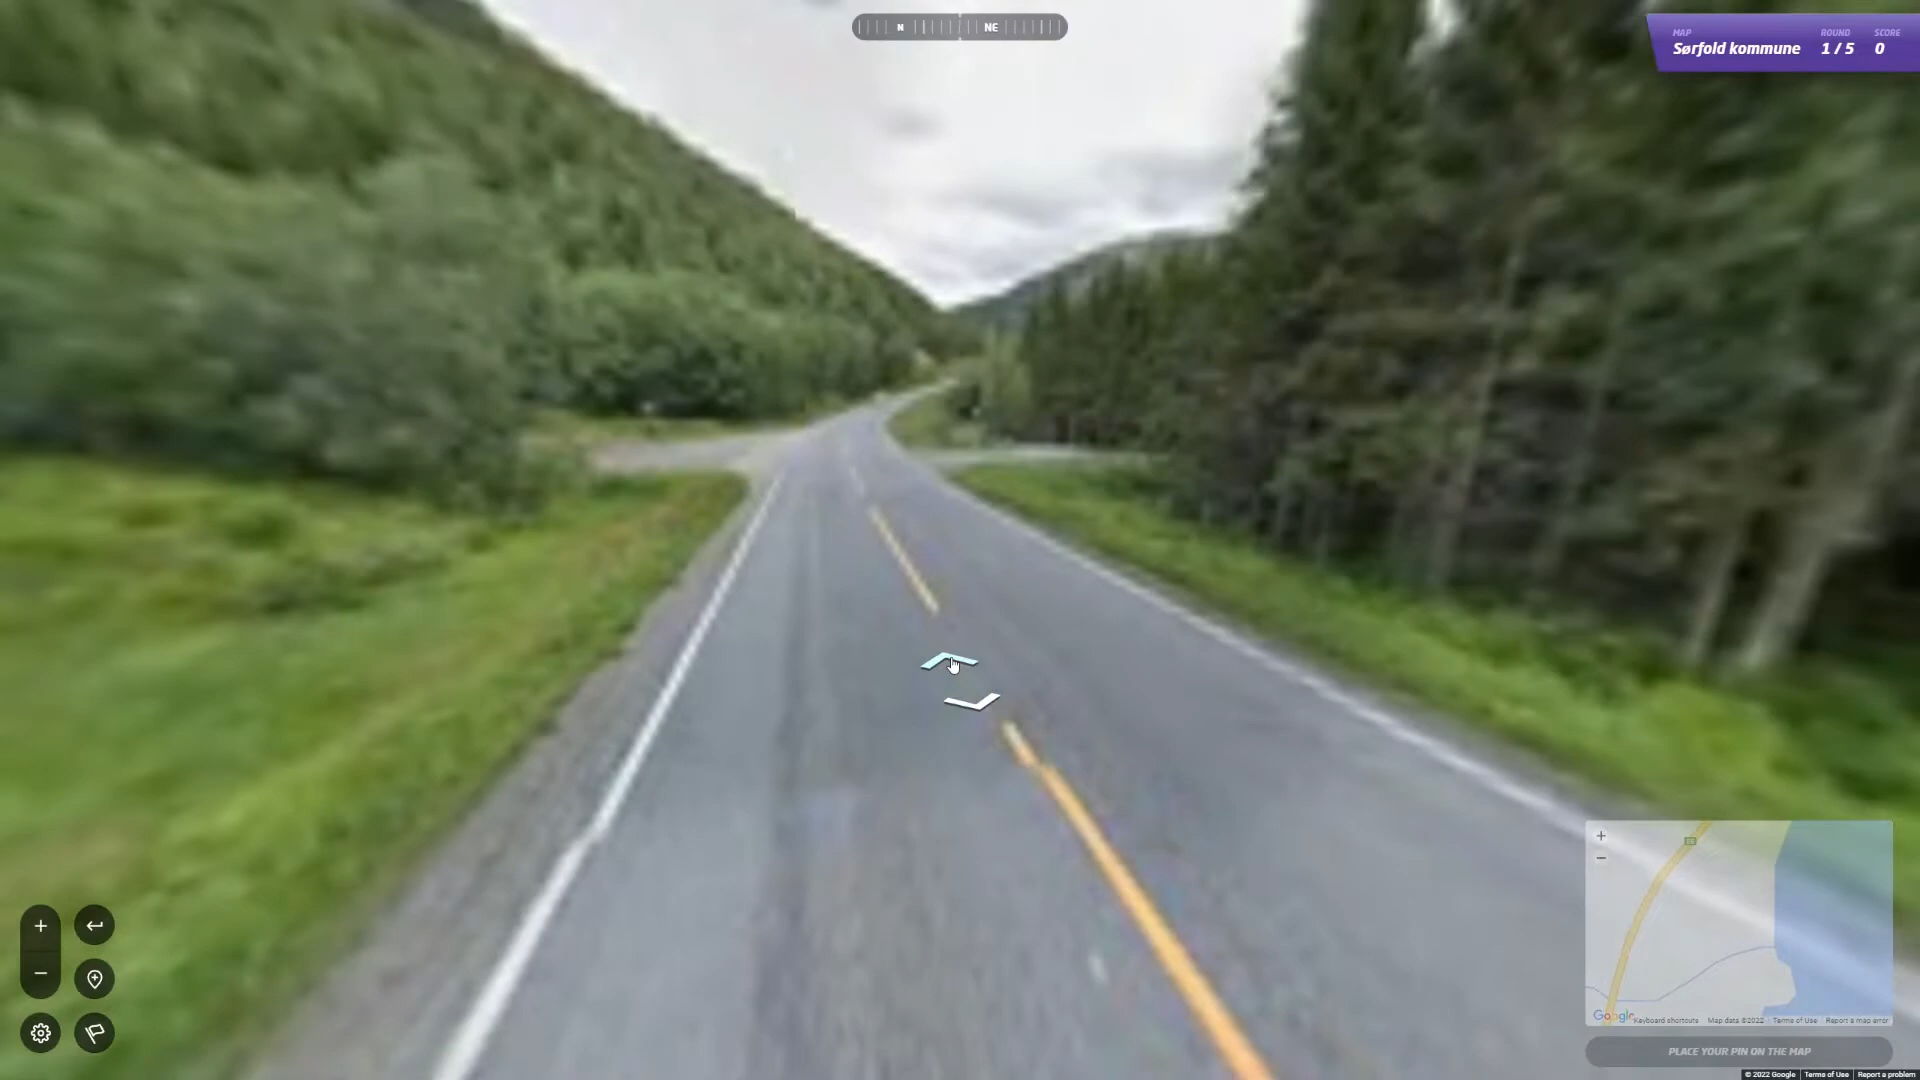 N NE
MAP ROUND SCORE
Sørfold kommune 1 / 5 0
+
−
+
−
Google Keyboard shortcuts Map data ©2022 Terms of Use Report a map error
PLACE YOUR PIN ON THE MAP
© 2022 Google Terms of Use Report a problem